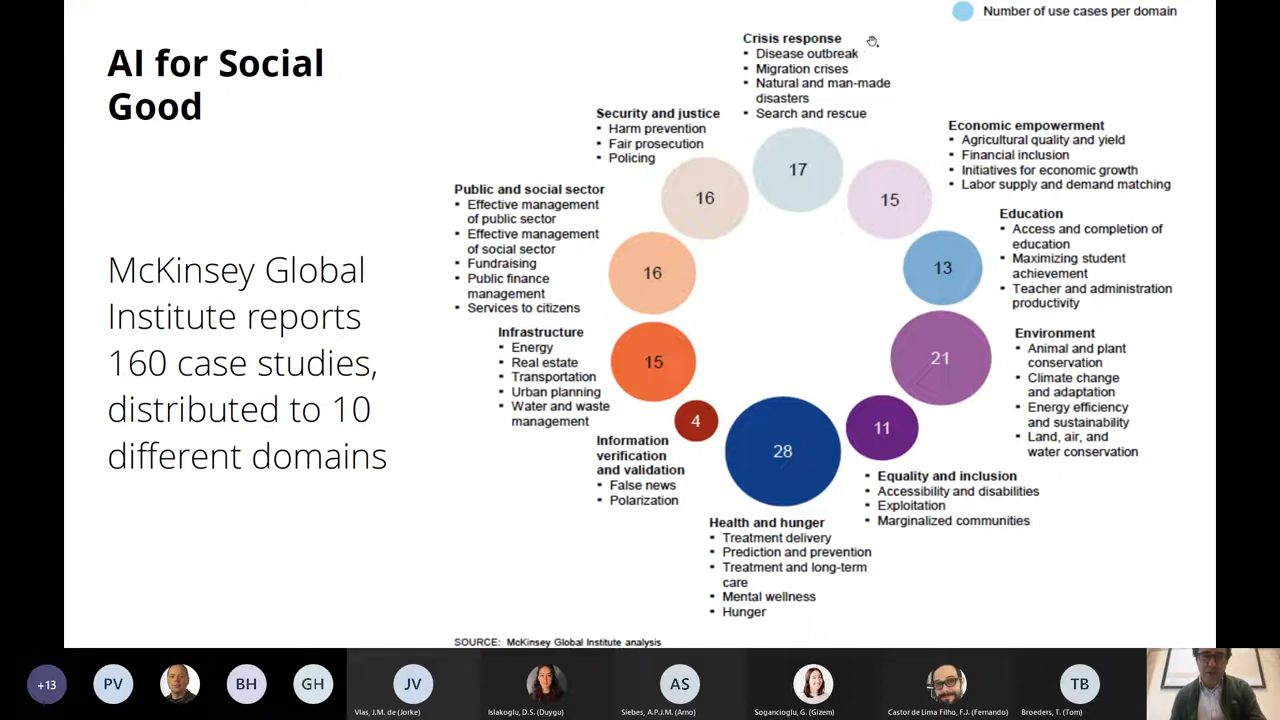 AI for Social
Good
McKinsey Global
Institute reports
160 case studies,
distributed to 10
different domains
Number of use cases per domain
Crisis response
▪ Disease outbreak
▪ Migration crises
▪ Natural and man-made
disasters
▪ Search and rescue
17
Economic empowerment
▪ Agricultural quality and yield
▪ Financial inclusion
▪ Initiatives for economic growth
▪ Labor supply and demand matching
15
Education
▪ Access and completion of
education
▪ Maximizing student
achievement
▪ Teacher and administration
productivity
13
Environment
▪ Animal and plant
conservation
▪ Climate change
and adaptation
▪ Energy efficiency
and sustainability
▪ Land, air, and
water conservation
21
Equality and inclusion
▪ Accessibility and disabilities
▪ Exploitation
▪ Marginalized communities
11
Health and hunger
▪ Treatment delivery
▪ Prediction and prevention
▪ Treatment and long-term
care
▪ Mental wellness
▪ Hunger
28
Information
verification
and validation
▪ False news
▪ Polarization
4
Infrastructure
▪ Energy
▪ Real estate
▪ Transportation
▪ Urban planning
▪ Water and waste
management
15
Public and social sector
▪ Effective management
of public sector
▪ Effective management
of social sector
▪ Fundraising
▪ Public finance
management
▪ Services to citizens
16
Security and justice
▪ Harm prevention
▪ Fair prosecution
▪ Policing
16
SOURCE: McKinsey Global Institute analysis
+13
PV
BH
GH
JV
Vlas, J.M. de (Jorke)
Islakoglu, D.S. (Duygu)
AS
Siebes, A.P.J.M. (Arno)
Sogancioglu, G. (Gizem)
Castor de Lima Filho, F.J. (Fernando)
TB
Broeders, T. (Tom)